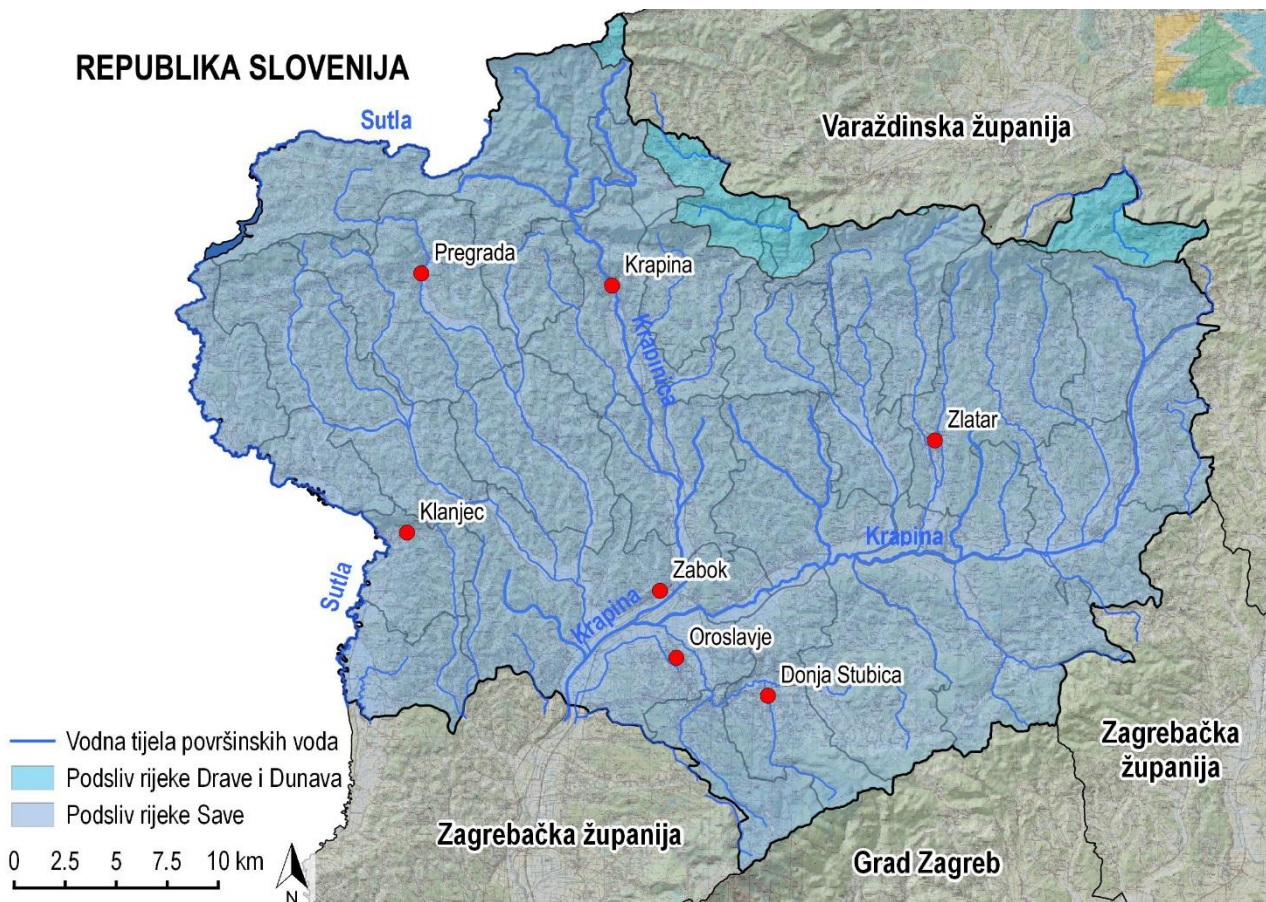 REPUBLIKA SLOVENIJA
Sutla
Varaždinska županija
Pregrada
Krapina
Krapinica
Zlatar
Klanjec
Krapina
Sutla
Zabok
Krapina
Oroslavje
Donja Stubica
Vodna tijela površinskih voda
Podsliv rijeke Drave i Dunava
Podsliv rijeke Save
Zagrebačka
županija
Zagrebačka županija
Grad Zagreb
0 2.5 5 7.5 10 km
N